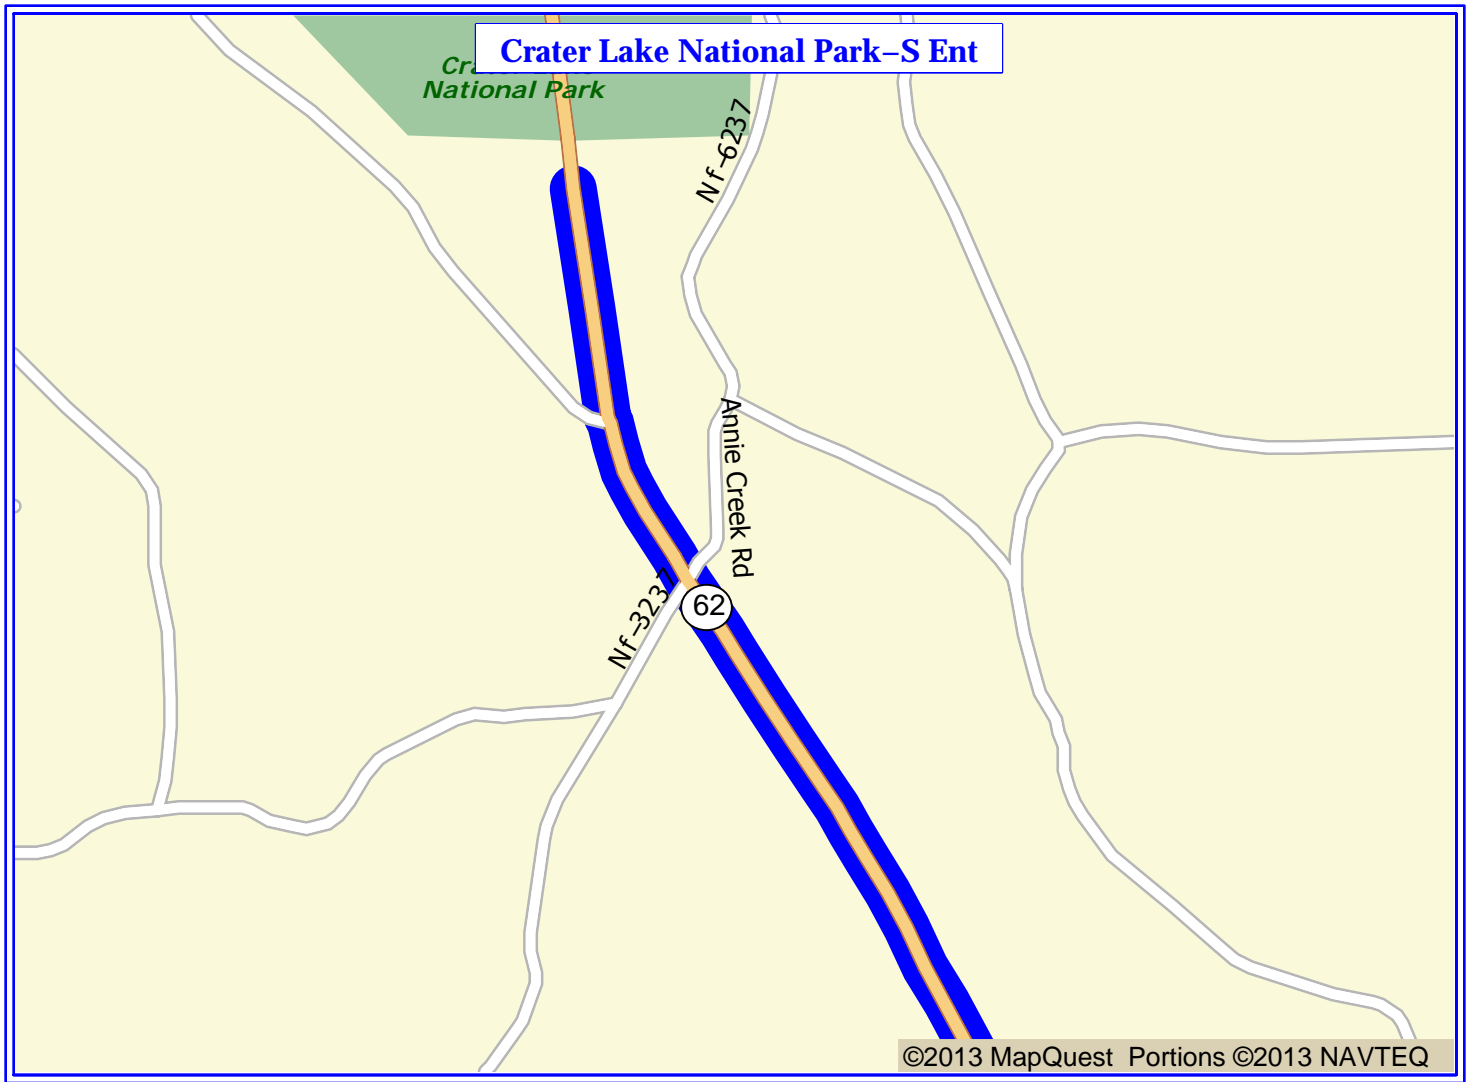 Crater Lake National Park–S Ent
National Park
Nf-6237
Annie Creek Rd
Nf-3237
62
©2013 MapQuest Portions ©2013 NAVTEQ